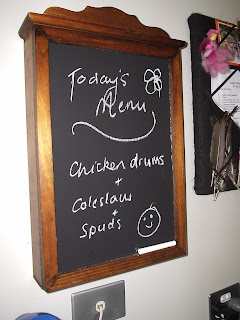 Today's
Menu
Chicken drums
+
Coleslaw
+
Spuds